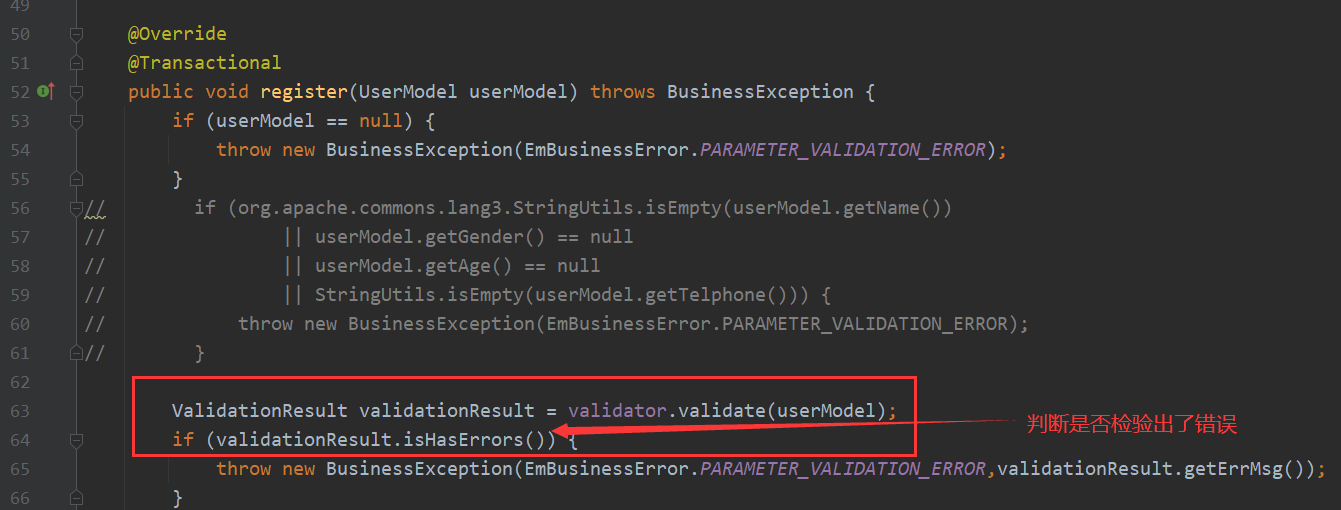 49
50 @Override
51 @Transactional
52 public void register(UserModel userModel) throws BusinessException {
53 if (userModel == null) {
54 throw new BusinessException(EmBusinessError.PARAMETER_VALIDATION_ERROR);
55 }
56 // if (org.apache.commons.lang3.StringUtils.isEmpty(userModel.getName())
57 // || userModel.getGender() == null
58 // || userModel.getAge() == null
59 // || StringUtils.isEmpty(userModel.getTelphone())) {
60 // throw new BusinessException(EmBusinessError.PARAMETER_VALIDATION_ERROR);
61 // }
62
63 ValidationResult validationResult = validator.validate(userModel);
64 if (validationResult.isHasErrors()) { 判断是否检验出了错误
65 throw new BusinessException(EmBusinessError.PARAMETER_VALIDATION_ERROR,validationResult.getErrMsg());
66 }